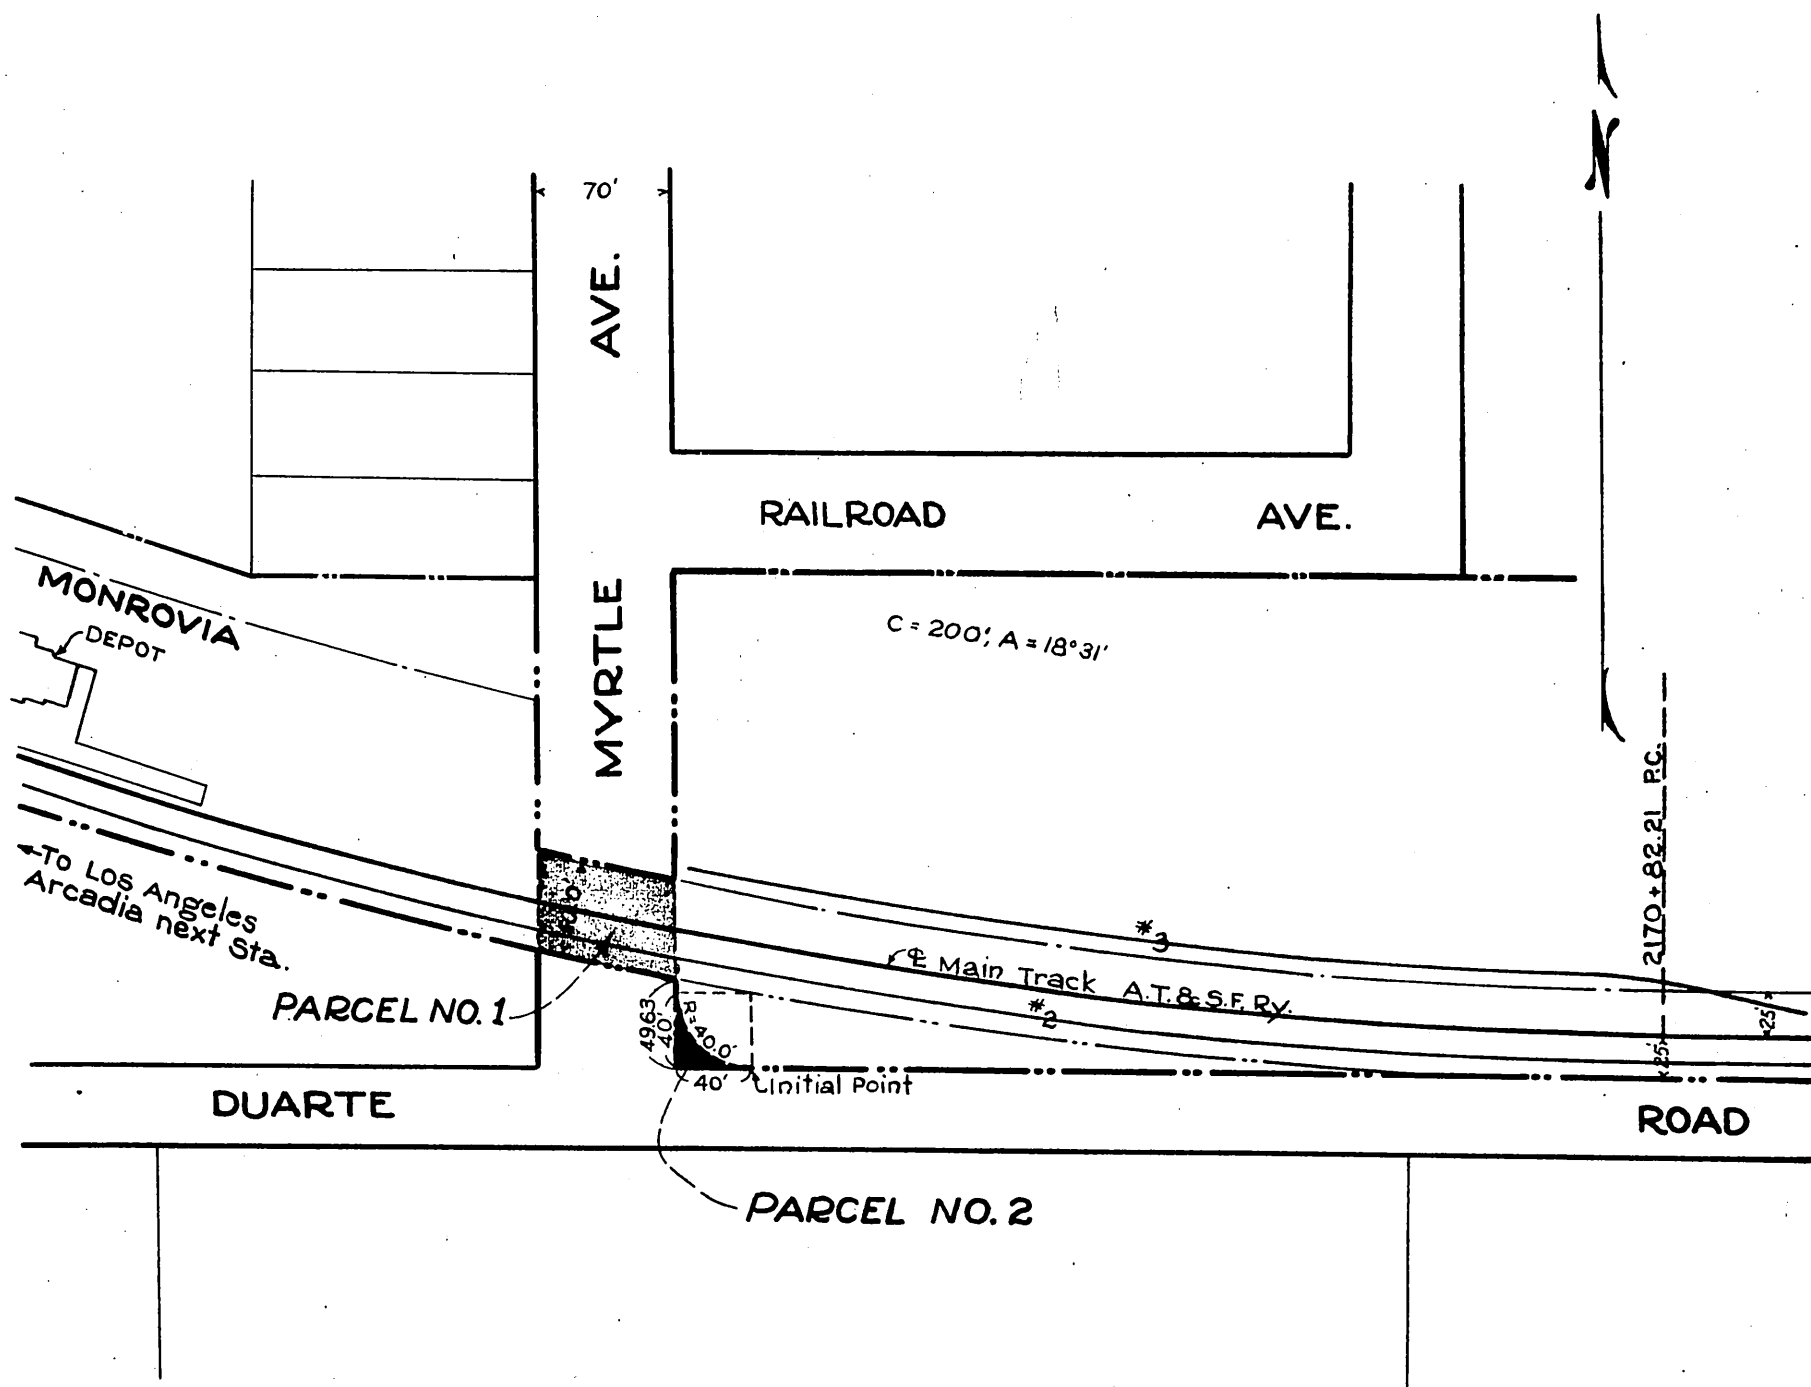 N
70'
MYRTLE AVE.
RAILROAD AVE.
C = 200', A = 18°31'
MONROVIA
DEPOT
2170 + 82.21 P.C.
To Los Angeles
Arcadia next Sta.
#3
℄ Main Track A.T. & S.F. Ry.
#2
25'
25'
PARCEL NO. 1
49.63
40'
R = 40.0'
40'
Initial Point
DUARTE ROAD
PARCEL NO. 2